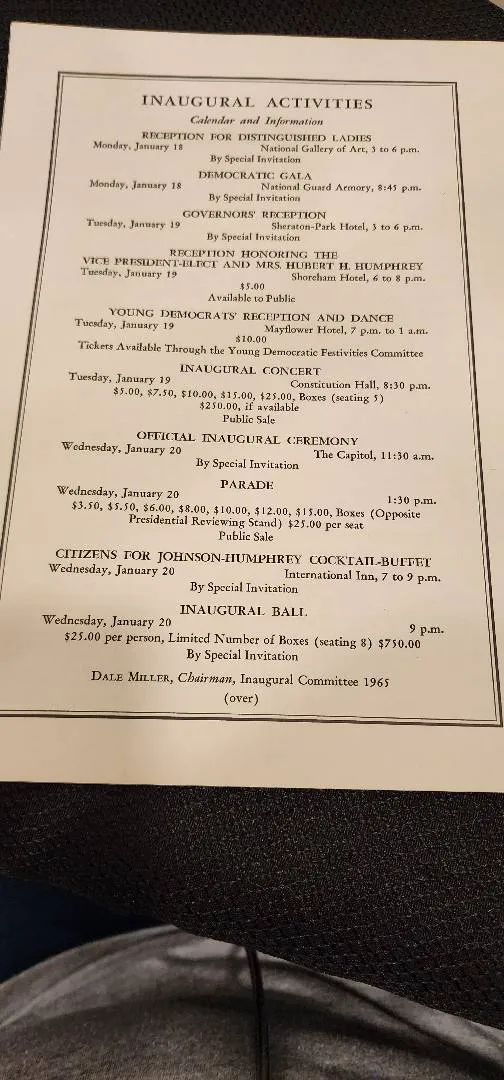 INAUGURAL ACTIVITIES
Calendar and Information
RECEPTION FOR DISTINGUISHED LADIES
Monday, January 18 National Gallery of Art, 3 to 6 p.m.
By Special Invitation
DEMOCRATIC GALA
Monday, January 18 National Guard Armory, 8:45 p.m.
By Special Invitation
GOVERNORS' RECEPTION
Tuesday, January 19 Sheraton-Park Hotel, 3 to 6 p.m.
By Special Invitation
RECEPTION HONORING THE
VICE PRESIDENT-ELECT AND MRS. HUBERT H. HUMPHREY
Tuesday, January 19 Shoreham Hotel, 6 to 8 p.m.
$5.00
Available to Public
YOUNG DEMOCRATS' RECEPTION AND DANCE
Tuesday, January 19 Mayflower Hotel, 7 p.m. to 1 a.m.
$10.00
Tickets Available Through the Young Democratic Festivities Committee
INAUGURAL CONCERT
Tuesday, January 19 Constitution Hall, 8:30 p.m.
$5.00, $7.50, $10.00, $15.00, $25.00, Boxes (seating 5)
$250.00, if available
Public Sale
OFFICIAL INAUGURAL CEREMONY
Wednesday, January 20 The Capitol, 11:30 a.m.
By Special Invitation
PARADE
Wednesday, January 20 1:30 p.m.
$3.50, $5.50, $6.00, $8.00, $10.00, $12.00, $15.00, Boxes (Opposite
Presidential Reviewing Stand) $25.00 per seat
Public Sale
CITIZENS FOR JOHNSON-HUMPHREY COCKTAIL-BUFFET
Wednesday, January 20 International Inn, 7 to 9 p.m.
By Special Invitation
INAUGURAL BALL
Wednesday, January 20 9 p.m.
$25.00 per person, Limited Number of Boxes (seating 8) $750.00
By Special Invitation
DALE MILLER, Chairman, Inaugural Committee 1965
(over)